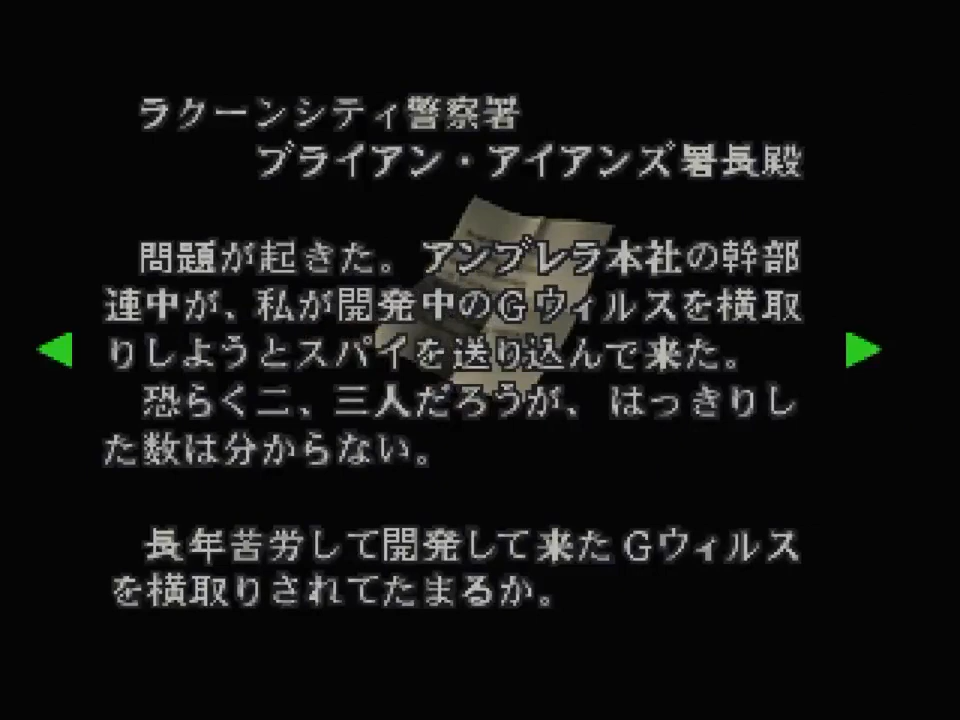 ラクーンシティ警察署
ブライアン・アイアンズ署長殿
問題が起きた。アンブレラ本社の幹部
連中が、私が開発中のGウィルスを横取
りしようとスパイを送り込んで来た。
恐らく二、三人だろうが、はっきりし
た数は分からない。
長年苦労して開発して来たGウィルス
を横取りされてたまるか。